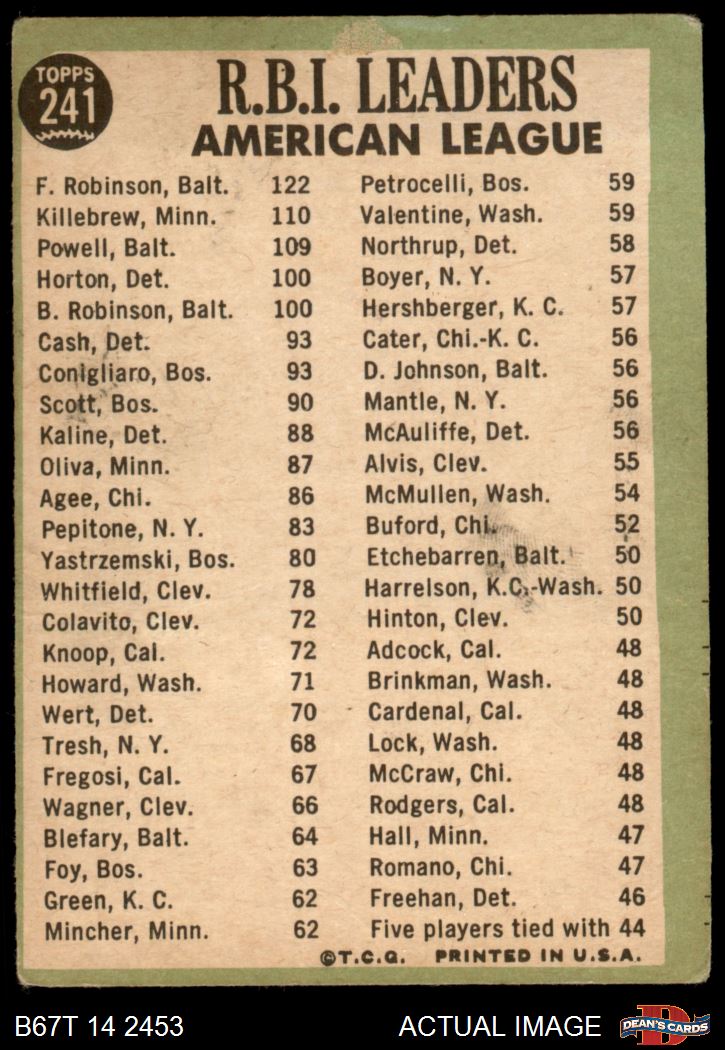 TOPPS
241
R.B.I. LEADERS
AMERICAN LEAGUE
F. Robinson, Balt. 122
Killebrew, Minn. 110
Powell, Balt. 109
Horton, Det. 100
B. Robinson, Balt. 100
Cash, Det. 93
Conigliaro, Bos. 93
Scott, Bos. 90
Kaline, Det. 88
Oliva, Minn. 87
Agee, Chi. 86
Pepitone, N. Y. 83
Yastrzemski, Bos. 80
Whitfield, Clev. 78
Colavito, Clev. 72
Knoop, Cal. 72
Howard, Wash. 71
Wert, Det. 70
Tresh, N. Y. 68
Fregosi, Cal. 67
Wagner, Clev. 66
Blefary, Balt. 64
Foy, Bos. 63
Green, K. C. 62
Mincher, Minn. 62
Petrocelli, Bos. 59
Valentine, Wash. 59
Northrup, Det. 58
Boyer, N. Y. 57
Hershberger, K. C. 57
Cater, Chi.-K. C. 56
D. Johnson, Balt. 56
Mantle, N. Y. 56
McAuliffe, Det. 56
Alvis, Clev. 55
McMullen, Wash. 54
Buford, Chi. 52
Etchebarren, Balt. 50
Harrelson, K.C.-Wash. 50
Hinton, Clev. 50
Adcock, Cal. 48
Brinkman, Wash. 48
Cardenal, Cal. 48
Lock, Wash. 48
McCraw, Chi. 48
Rodgers, Cal. 48
Hall, Minn. 47
Romano, Chi. 47
Freehan, Det. 46
Five players tied with 44
©T.C.G. PRINTED IN U.S.A.
B67T 14 2453
ACTUAL IMAGE
D
DEAN'S CARDS